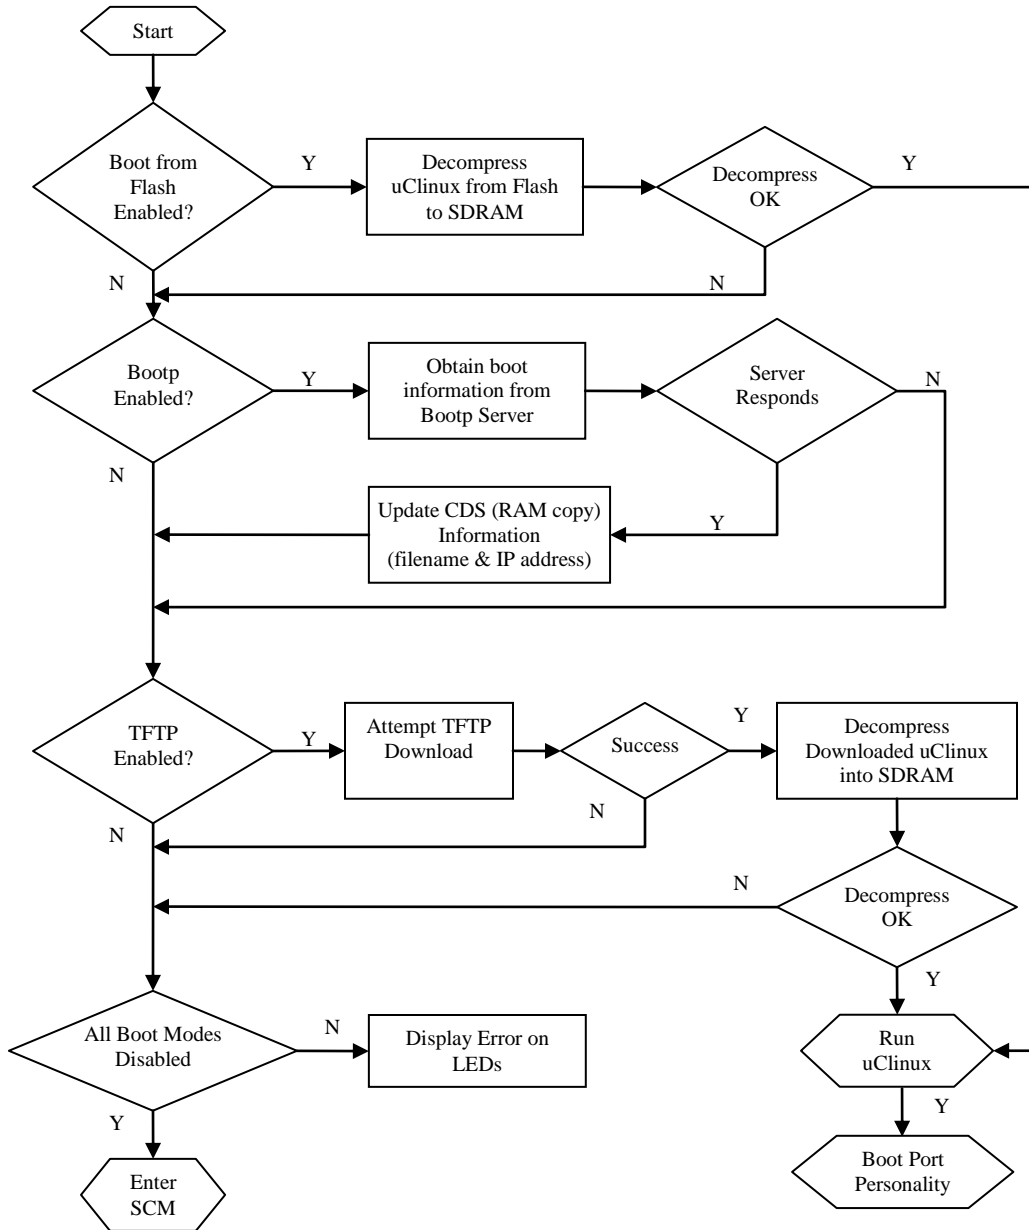 Start
Boot from
Flash
Enabled?
Y
Decompress
uClinux from Flash
to SDRAM
Decompress
OK
Y
N
N
Bootp
Enabled?
Y
Obtain boot
information from
Bootp Server
Server
Responds
N
N
Update CDS (RAM copy)
Information
(filename & IP address)
Y
TFTP
Enabled?
Y
Attempt TFTP
Download
Success
Y
Decompress
Downloaded uClinux
into SDRAM
N
N
N
Decompress
OK
Y
All Boot Modes
Disabled
N
Display Error on
LEDs
Run
uClinux
Y
Y
Enter
SCM
Boot Port
Personality